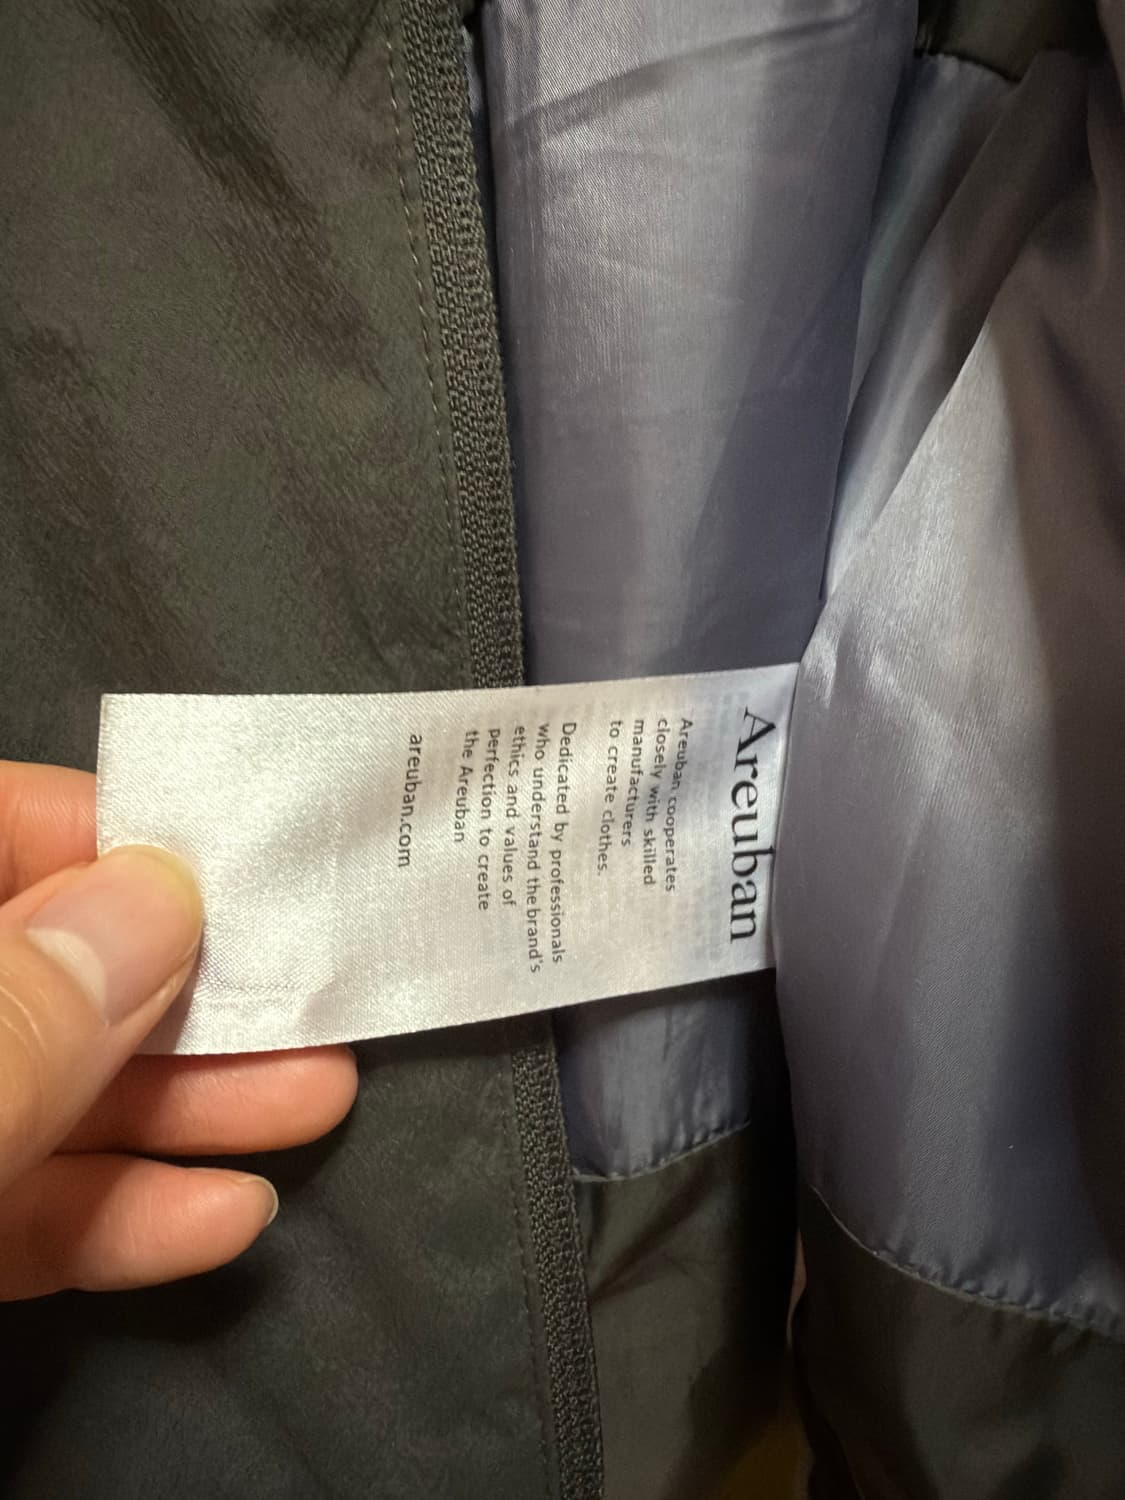 Areuban
Areuban cooperates
closely with skilled
manufacturers
to create clothes.
Dedicated by professionals
who understand the brand's
ethics and values of
perfection to create
the Areuban
areuban.com